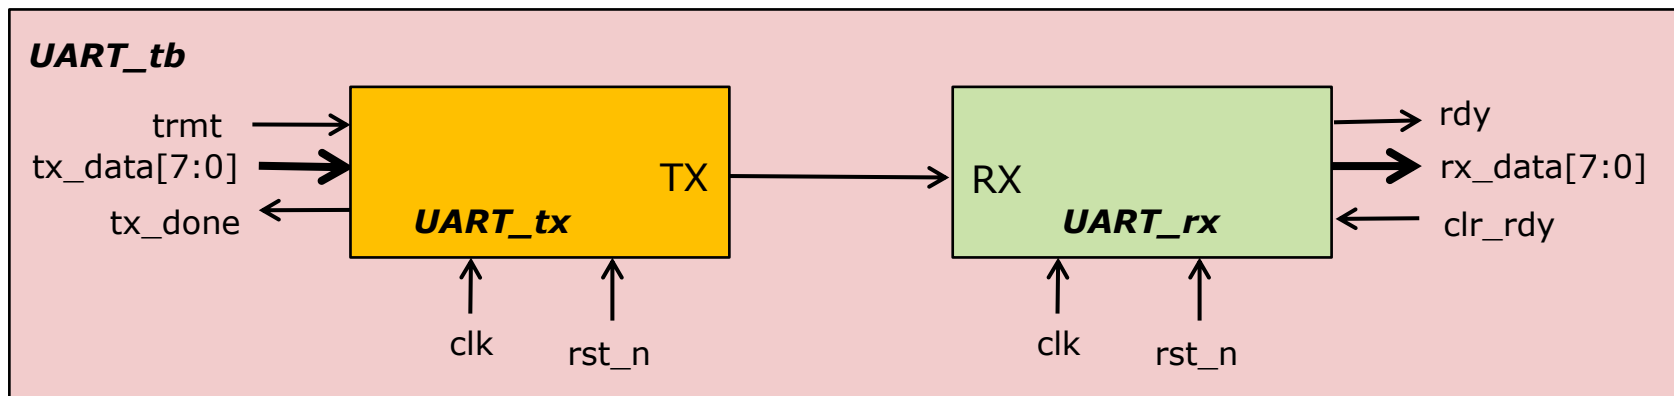 UART_tb
trmt
tx_data[7:0]
tx_done
TX
UART_tx
clk
rst_n
RX
UART_rx
clk
rst_n
rdy
rx_data[7:0]
clr_rdy